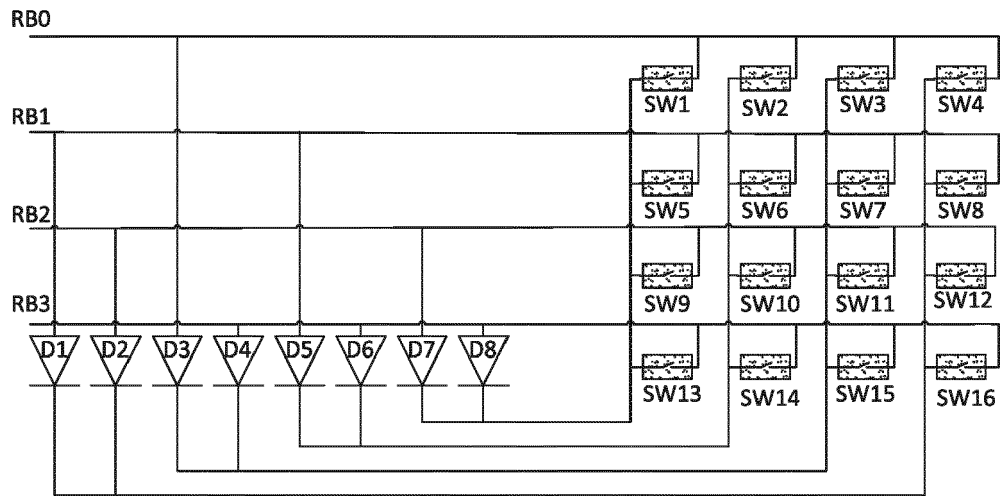 RB0
SW1 SW2 SW3 SW4
RB1
SW5 SW6 SW7 SW8
RB2
SW9 SW10 SW11 SW12
RB3
D1 D2 D3 D4 D5 D6 D7 D8
SW13 SW14 SW15 SW16